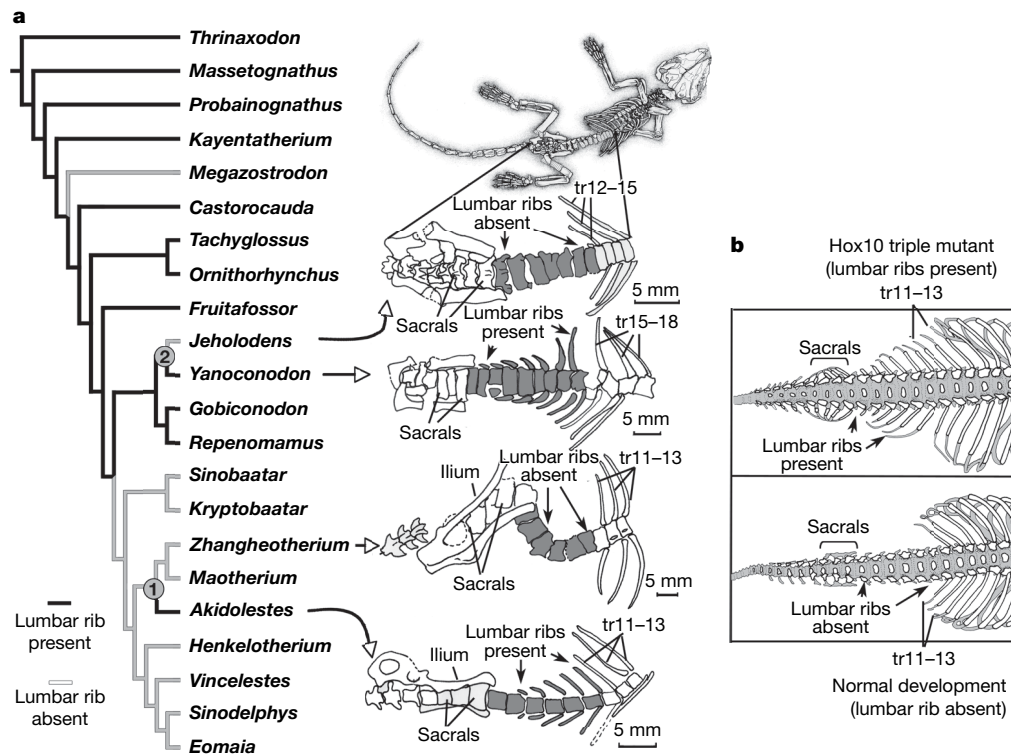 a
Thrinaxodon
Massetognathus
Probainognathus
Kayentatherium
Megazostrodon
Castorocauda
Tachyglossus
Ornithorhynchus
Fruitafossor
Jeholodens
2
Yanoconodon
Gobiconodon
Repenomamus
Sinobaatar
Kryptobaatar
Zhangheotherium
Maotherium
1
Akidolestes
Henkelotherium
Vincelestes
Sinodelphys
Eomaia
Lumbar rib
present
Lumbar rib
absent
tr12–15
Lumbar ribs
absent
Sacrals
5 mm
Lumbar ribs
present
tr15–18
Sacrals
5 mm
Ilium
Lumbar ribs
absent
tr11–13
Sacrals
5 mm
Lumbar ribs
present
tr11–13
Ilium
Sacrals
5 mm
b
Hox10 triple mutant
(lumbar ribs present)
tr11–13
Sacrals
Lumbar ribs
present
Sacrals
Lumbar ribs
absent
tr11–13
Normal development
(lumbar rib absent)